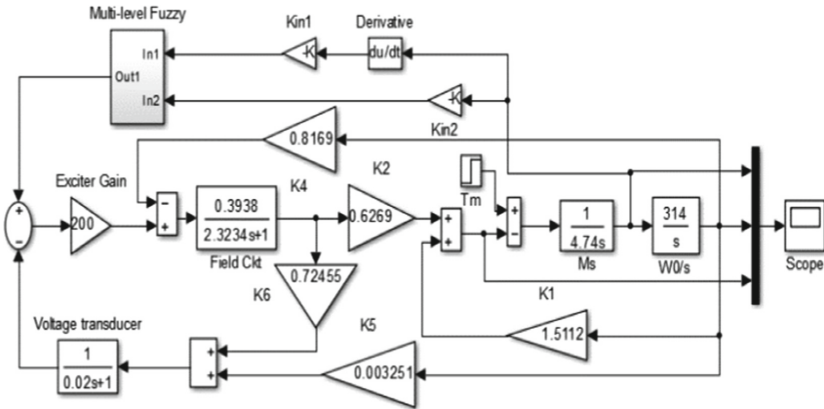 Multi-level Fuzzy
Kin1
Derivative
In1
-K
du/dt
Out1
In2
-K
Kin2
0.8169
Exciter Gain
K2
K4
Tm
+
-
+
-
200
0.3938
2.3234s+1
0.6269
+
+
+
-
1
4.74s
314
s
Scope
Field Ckt
Ms
W0/s
0.72455
K6
K1
K5
1.5112
Voltage transducer
1
0.02s+1
+
+
0.003251